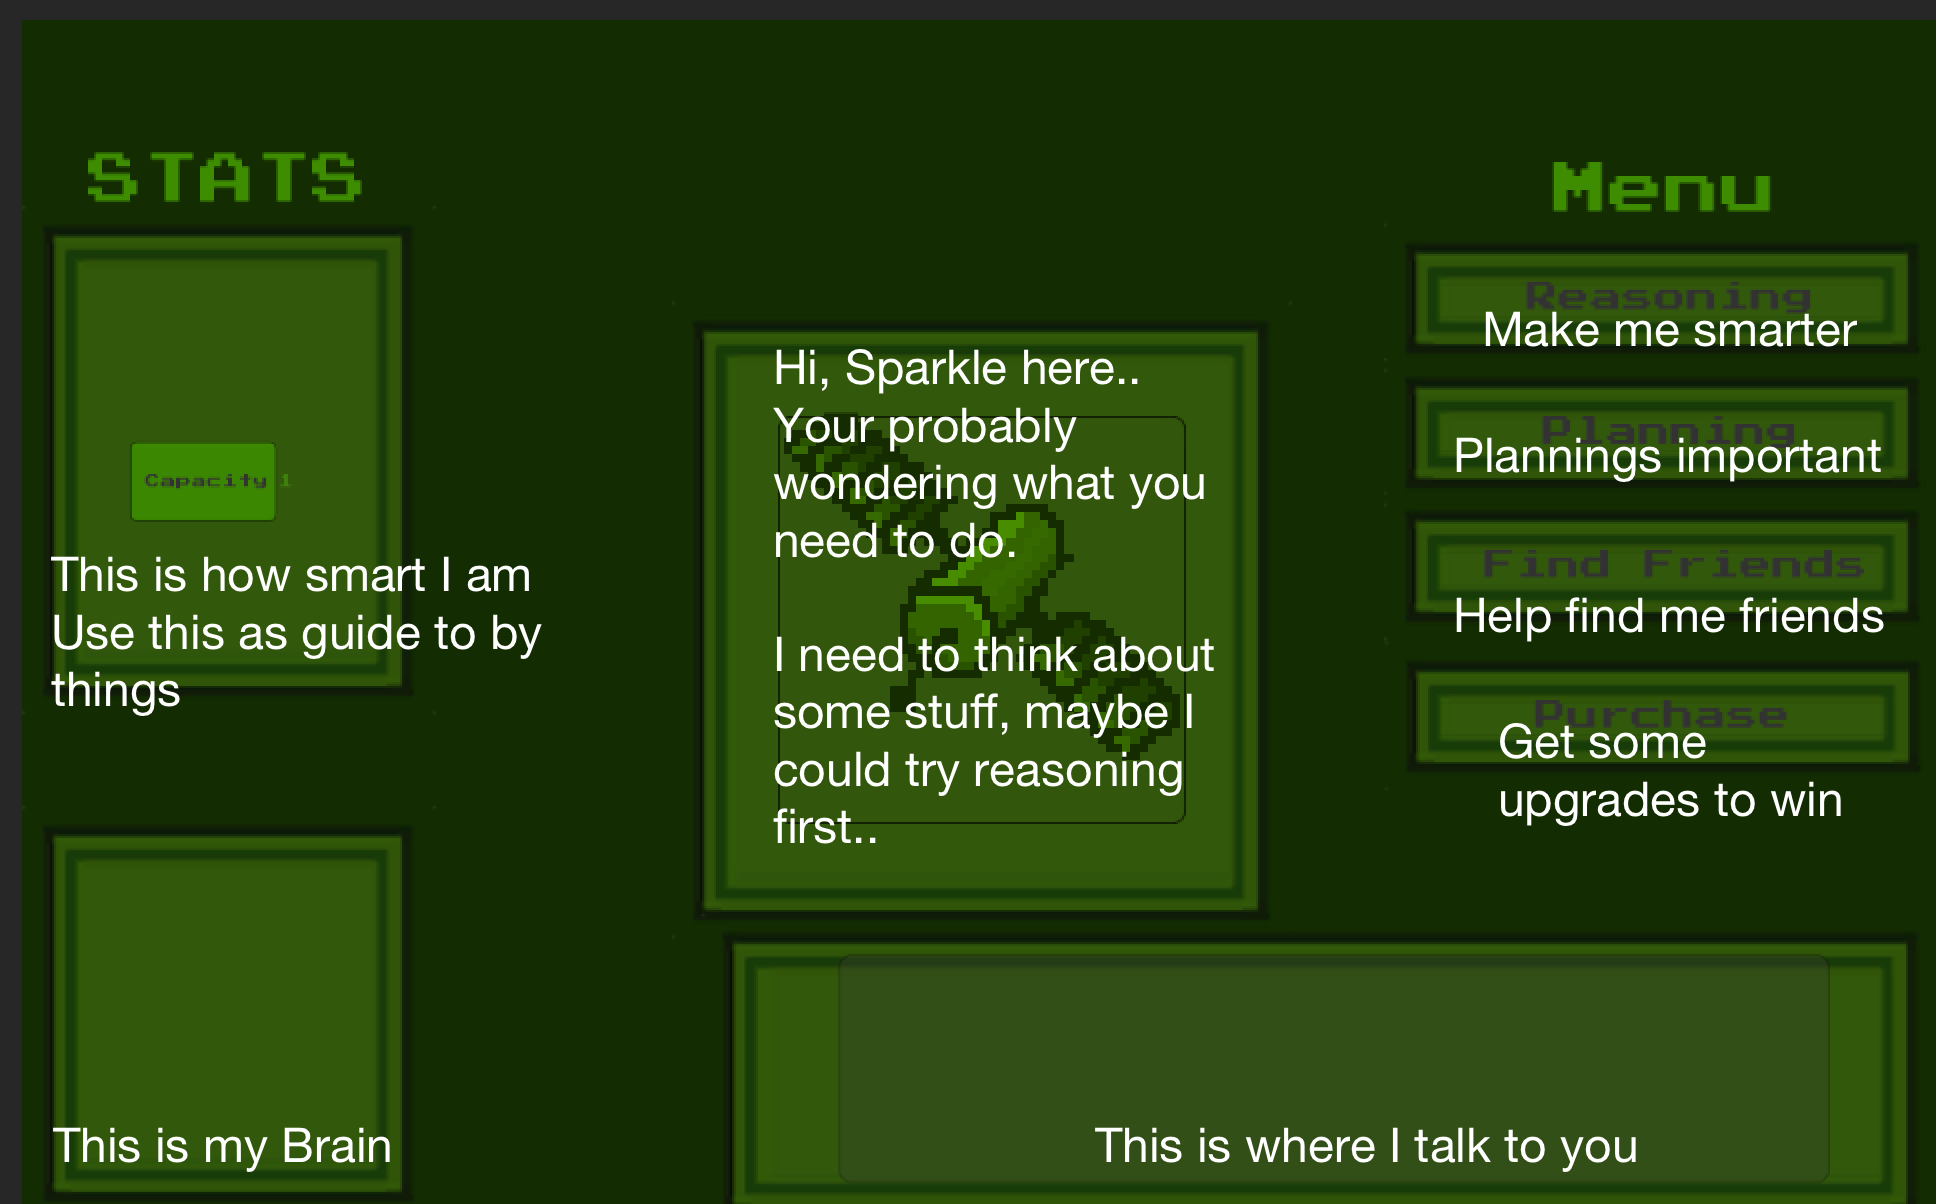 STATS
Capacity 1
This is how smart I am
Use this as guide to by
things
This is my Brain
Hi, Sparkle here..
Your probably
wondering what you
need to do.
I need to think about
some stuff, maybe I
could try reasoning
first..
Menu
Reasoning
Make me smarter
Planning
Plannings important
Find Friends
Help find me friends
Purchase
Get some
upgrades to win
This is where I talk to you